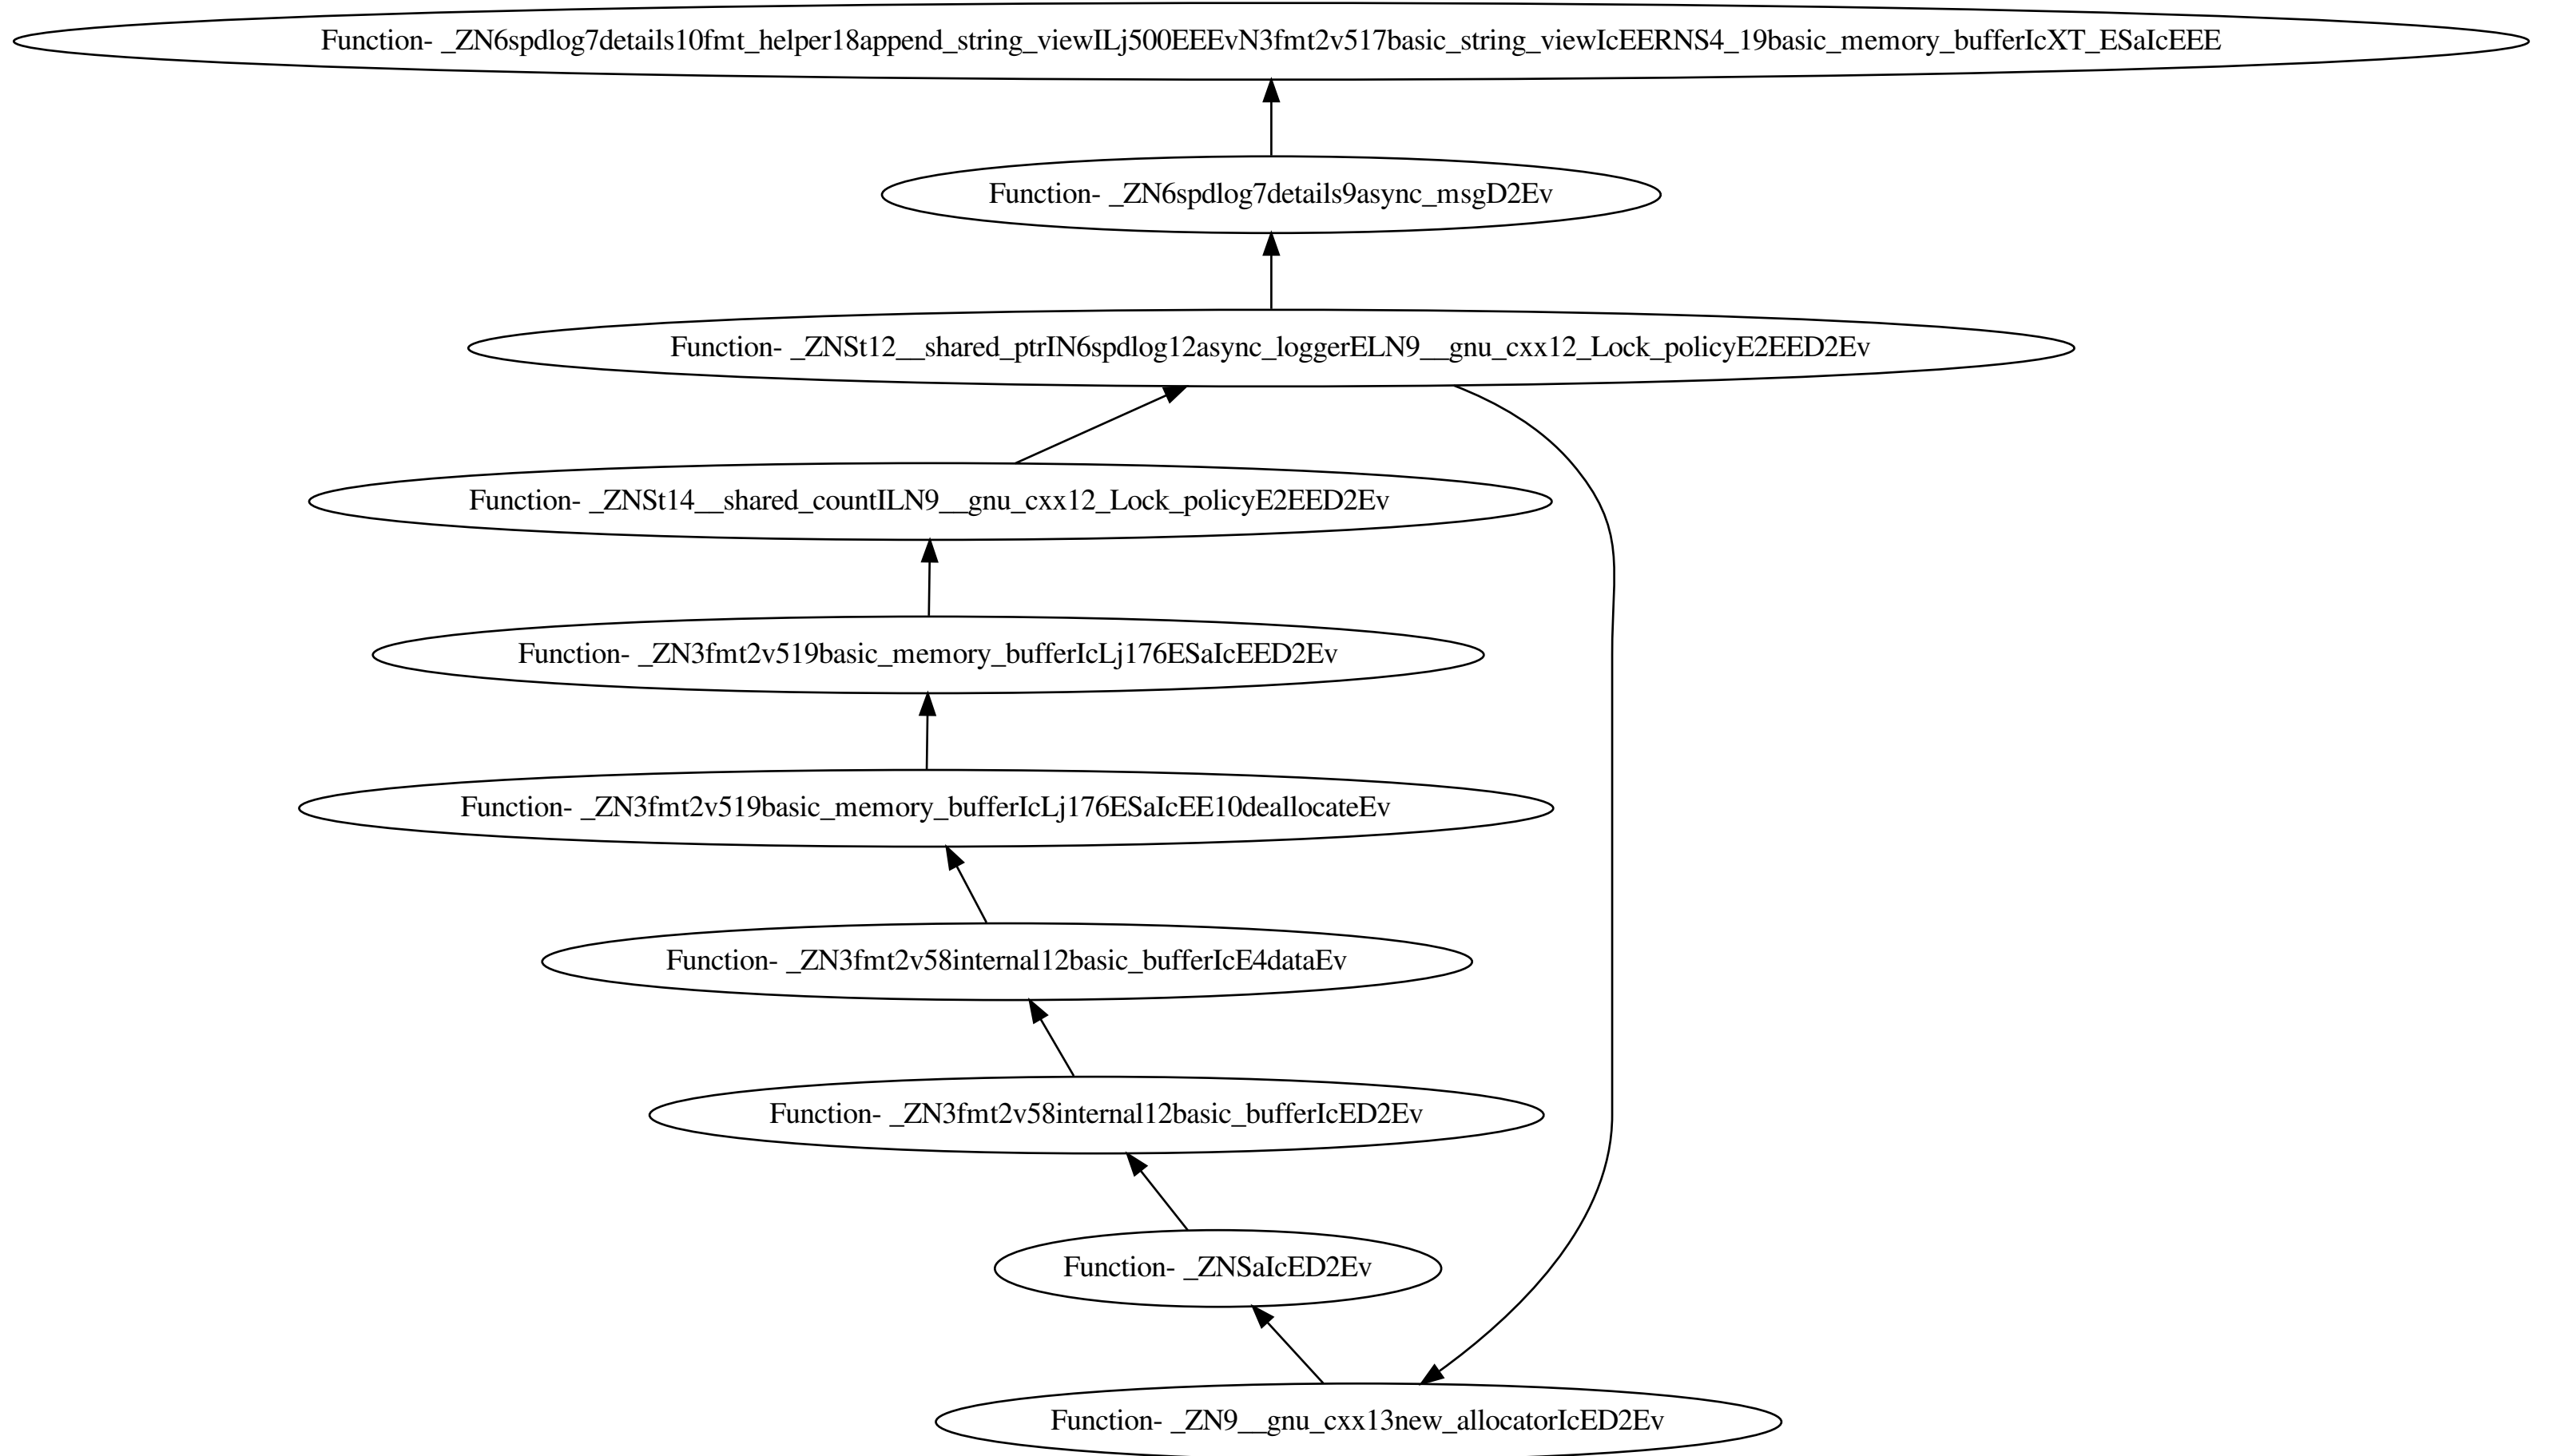 Function- _ZN6spdlog7details10fmt_helper18append_string_viewILj500EEEvN3fmt2v517basic_string_viewIcEERNS4_19basic_memory_bufferIcXT_ESaIcEEE
Function- _ZN6spdlog7details9async_msgD2Ev
Function- _ZNSt12__shared_ptrIN6spdlog12async_loggerELN9__gnu_cxx12_Lock_policyE2EED2Ev
Function- _ZNSt14__shared_countILN9__gnu_cxx12_Lock_policyE2EED2Ev
Function- _ZN3fmt2v519basic_memory_bufferIcLj176ESaIcEED2Ev
Function- _ZN3fmt2v519basic_memory_bufferIcLj176ESaIcEE10deallocateEv
Function- _ZN3fmt2v58internal12basic_bufferIcE4dataEv
Function- _ZN3fmt2v58internal12basic_bufferIcED2Ev
Function- _ZNSaIcED2Ev
Function- _ZN9__gnu_cxx13new_allocatorIcED2Ev